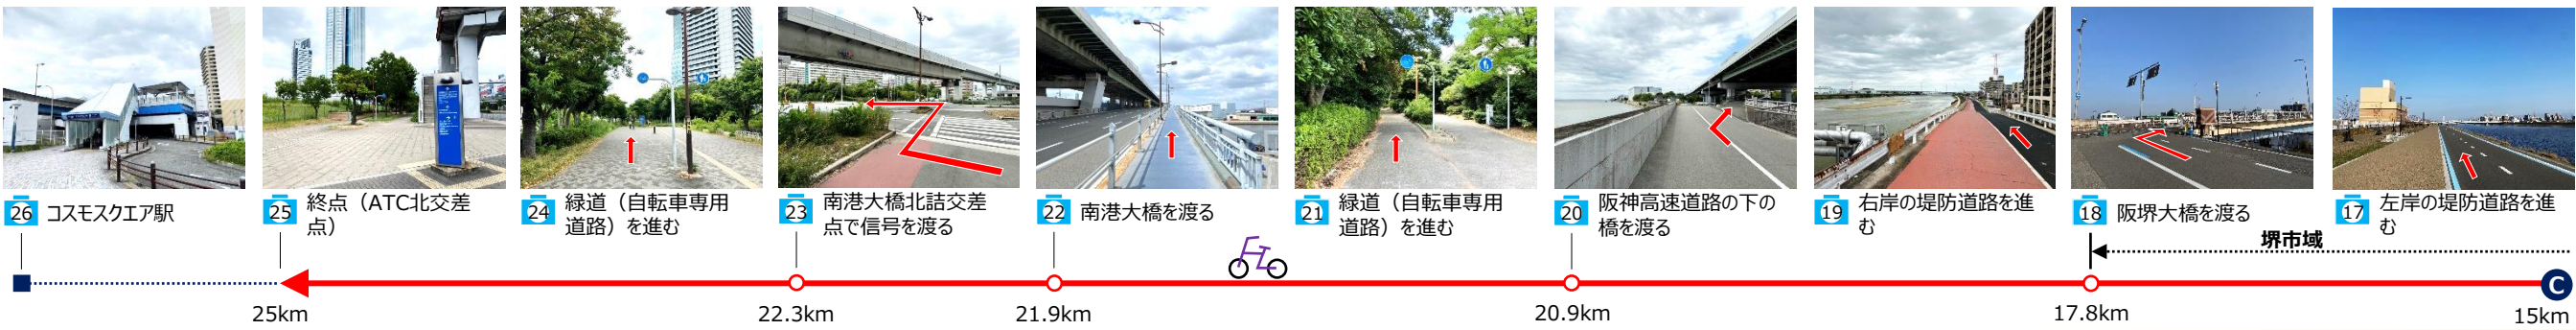 26 コスモスクエア駅
25 終点（ATC北交差
点）
24 緑道（自転車専用
道路）を進む
23 南港大橋北詰交差
点で信号を渡る
22 南港大橋を渡る
21 緑道（自転車専用
道路）を進む
20 阪神高速道路の下の
橋を渡る
19 右岸の堤防道路を進
む
18 阪堺大橋を渡る
17 左岸の堤防道路を進
む
堺市域
C
25km
22.3km
21.9km
20.9km
17.8km
15km